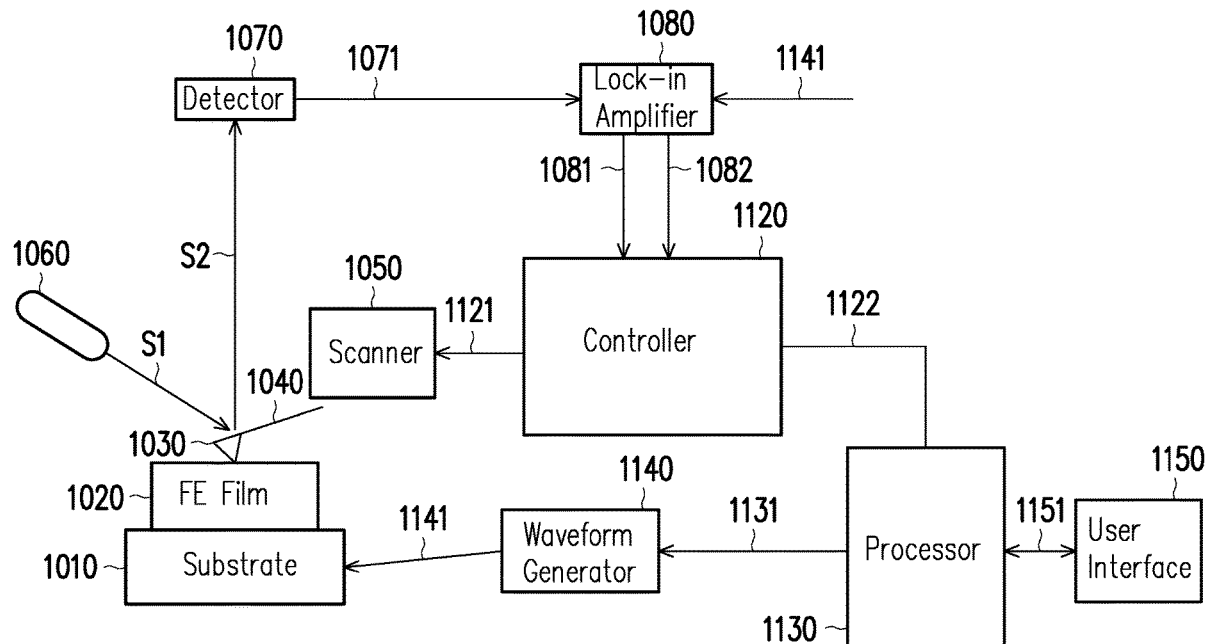 1070
1080
1071
1141
Detector
Lock-in
Amplifier
1081
1082
1120
1060
S2
1050
S1
1121
1122
Scanner
Controller
1040
1030
1020
FE Film
1140
1150
1141
1131
1151
Waveform
Generator
Processor
User
Interface
1010
Substrate
1130